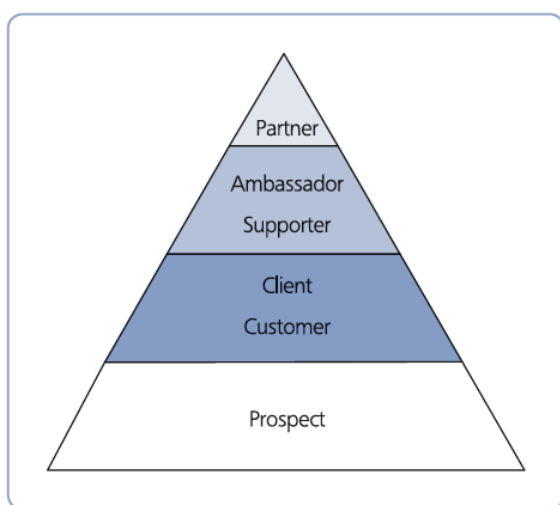 Partner
Ambassador
Supporter
Client
Customer
Prospect